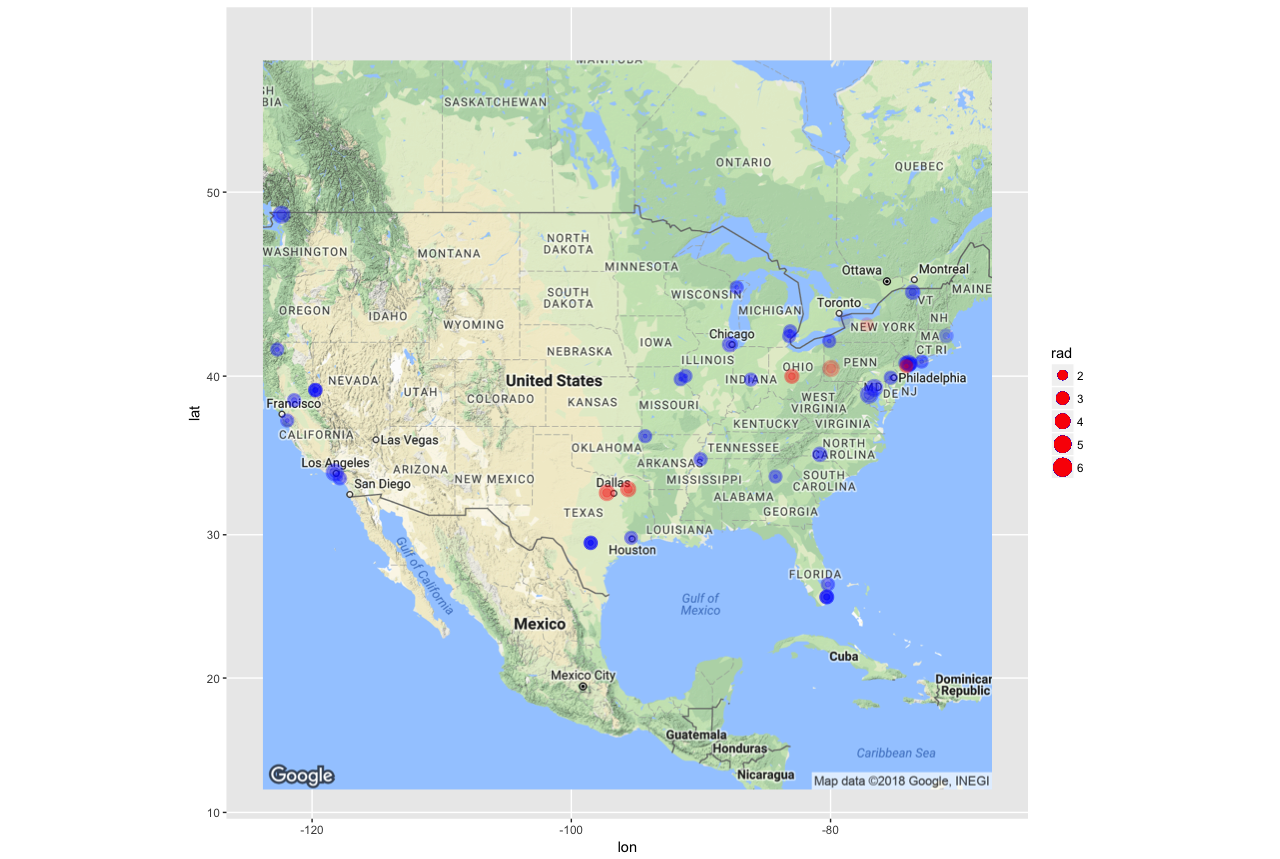 MANITOBA
SH
BIA
SASKATCHEWAN
ONTARIO
QUEBEC
50
WASHINGTON
MONTANA
NORTH
DAKOTA
MINNESOTA
Ottawa
Montreal
MAINE
OREGON
IDAHO
SOUTH
DAKOTA
WISCONSIN
MICHIGAN
Toronto
VT
NH
WYOMING
NEW YORK
MA
Chicago
IOWA
CT RI
NEBRASKA
ILLINOIS
OHIO
PENN
40
NEVADA
UTAH
United States
INDIANA
Philadelphia
MD
DE
NJ
COLORADO
KANSAS
MISSOURI
WEST
VIRGINIA
Francisco
KENTUCKY
VIRGINIA
CALIFORNIA
Las Vegas
OKLAHOMA
TENNESSEE
NORTH
CAROLINA
Los Angeles
ARIZONA
NEW MEXICO
ARKANSAS
MISSISSIPPI
SOUTH
CAROLINA
San Diego
Dallas
ALABAMA
TEXAS
GEORGIA
30
LOUISIANA
Houston
Gulf of California
FLORIDA
Gulf of
Mexico
Mexico
Cuba
20
Mexico City
Dominican
Republic
Guatemala
Honduras
Caribbean Sea
Nicaragua
Google
Map data ©2018 Google, INEGI
10
-120
-100
-80
lon
lat
rad
2
3
4
5
6